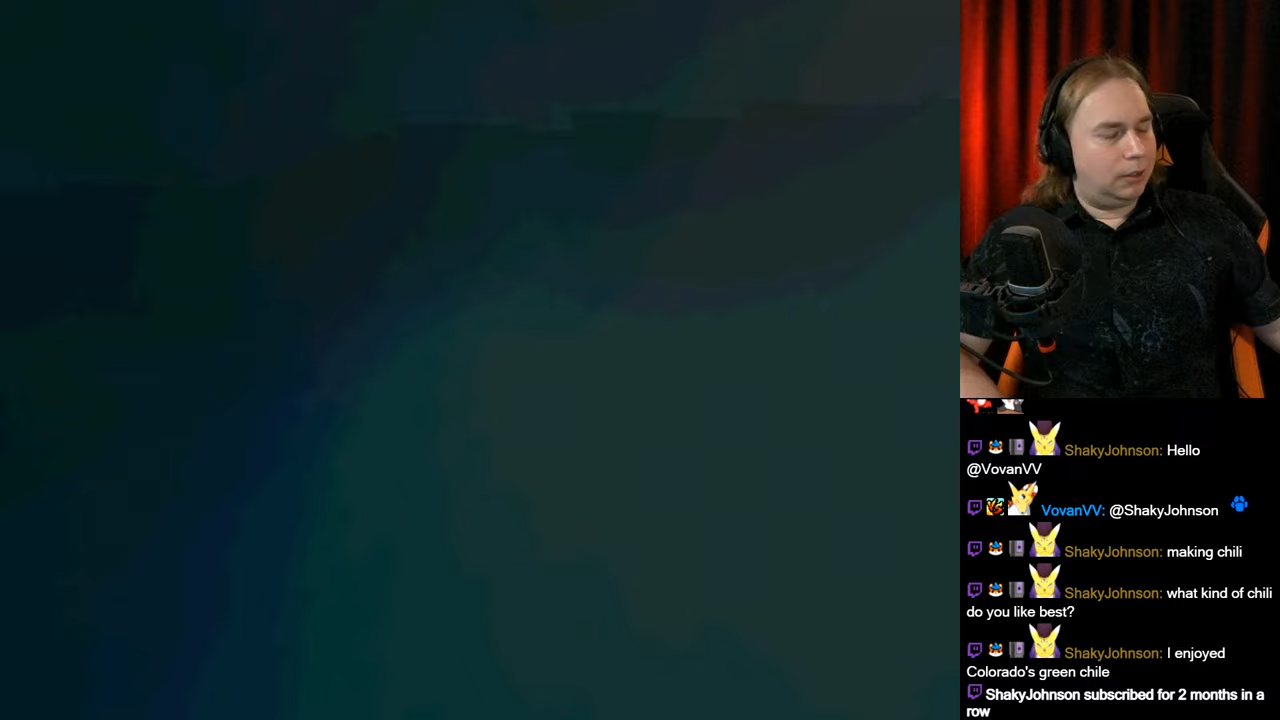 ShakyJohnson: Hello
@VovanVV
VovanVV: @ShakyJohnson
ShakyJohnson: making chili
ShakyJohnson: what kind of chili
do you like best?
ShakyJohnson: I enjoyed
Colorado's green chile
ShakyJohnson subscribed for 2 months in a
row